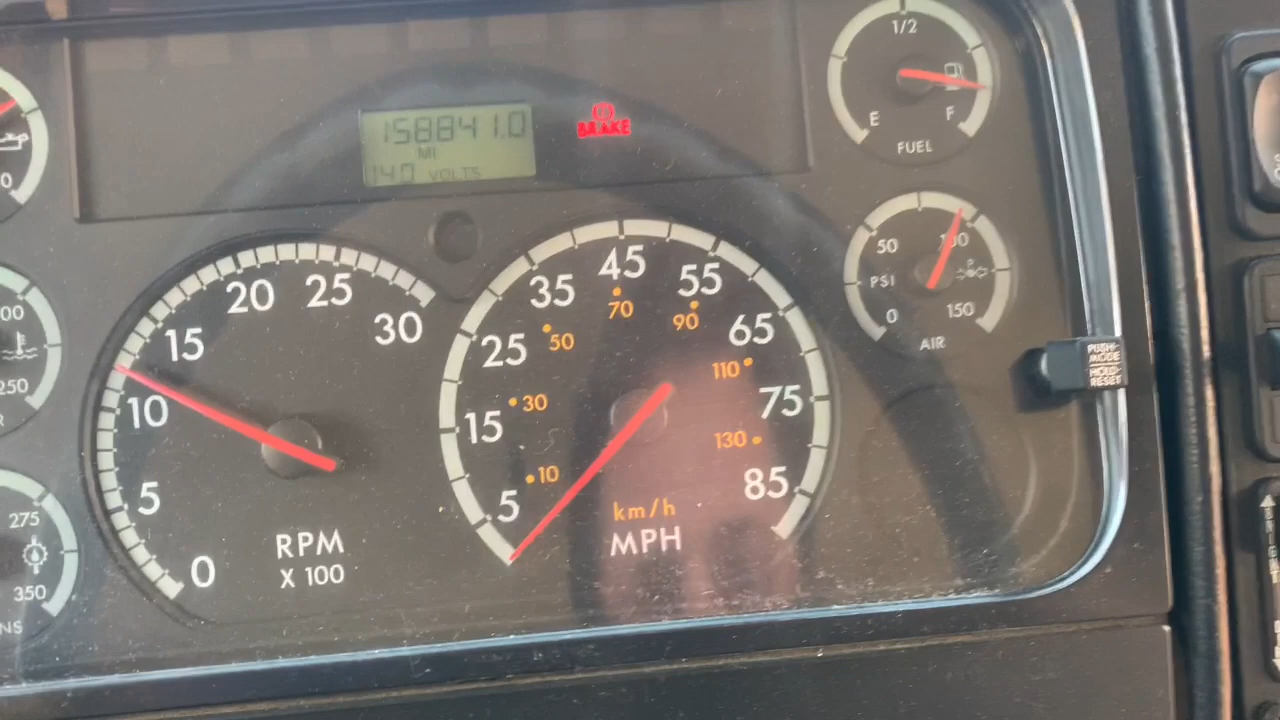 158841.0
MI
14.0 VOLTS
BRAKE
1/2
E
F
FUEL
50
100
PSI
0
150
AIR
PUSH-
MODE
HOLD-
RESET
0
5
10
15
20
25
30
RPM
X 100
5
15
25
35
45
55
65
75
85
10
30
50
70
90
110
130
km/h
MPH
250
275
350